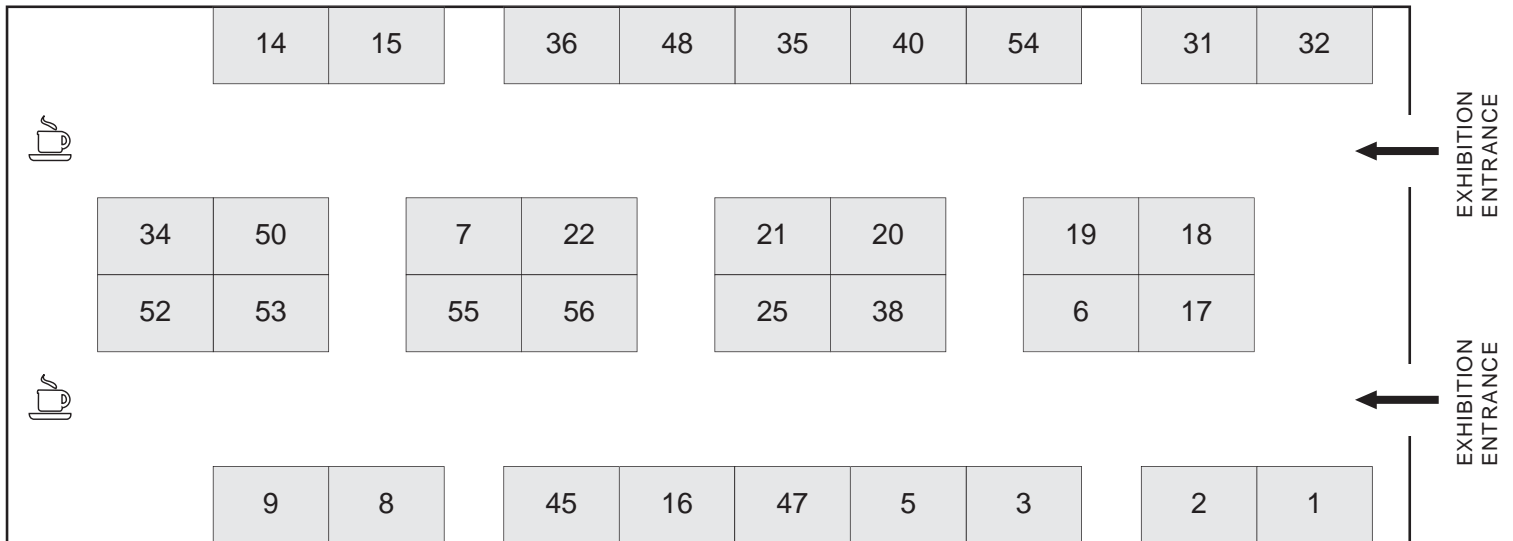 14 15 36 48 35 40 54 31 32
EXHIBITION
ENTRANCE
34 50 7 22 21 20 19 18
52 53 55 56 25 38 6 17
EXHIBITION
ENTRANCE
9 8 45 16 47 5 3 2 1